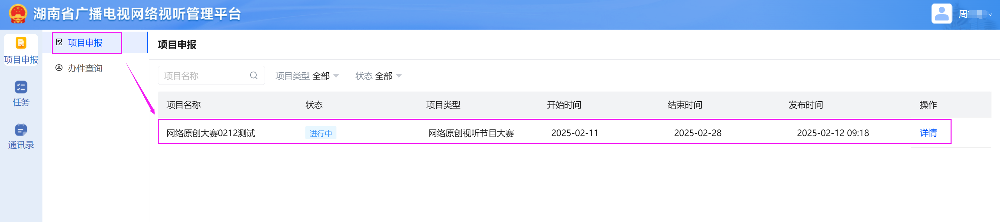 湖南省广播电视网络视听管理平台
周
项目申报
任务
通讯录
项目申报
办件查询
项目申报
项目名称 项目类型 全部 状态 全部
项目名称 状态 项目类型 开始时间 结束时间 发布时间 操作
网络原创大赛0212测试 进行中 网络原创视听节目大赛 2025-02-11 2025-02-28 2025-02-12 09:18 详情